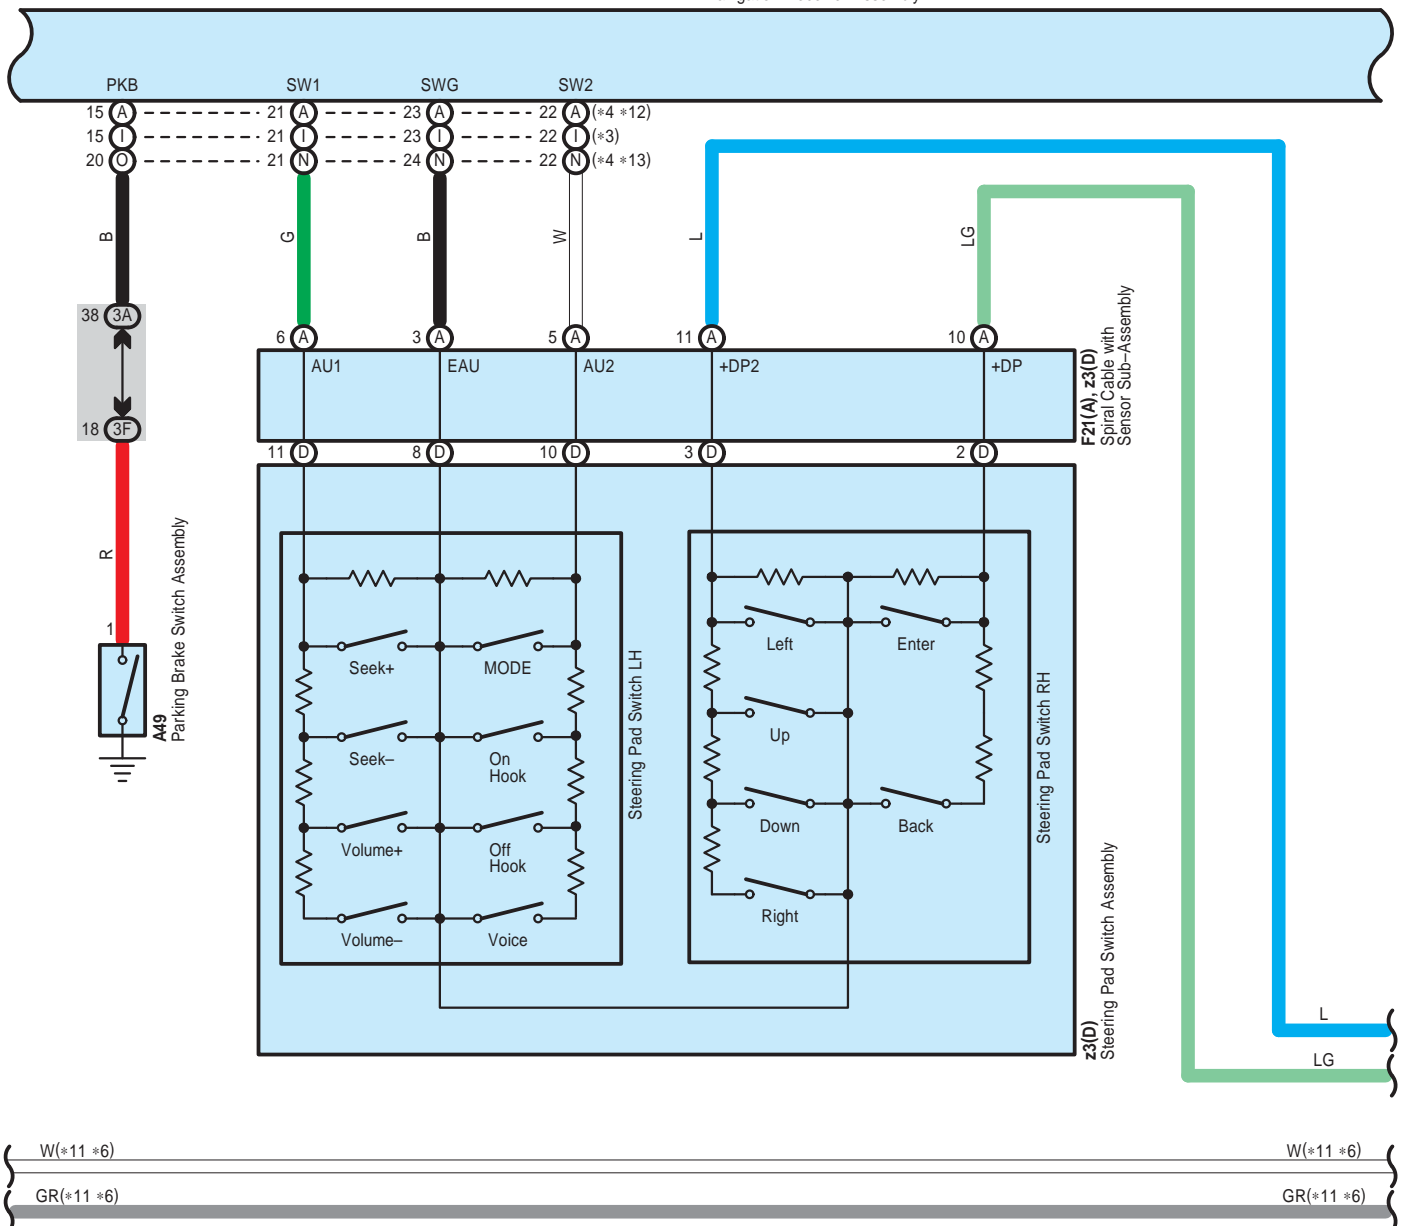 PKB SW1 SWG SW2
15 A 21 A 23 A 22 A (*4 *12)
15 I 21 I 23 I 22 I (*3)
20 O 21 N 24 N 22 N (*4 *13)
B G B W L LG
38 3A
18 3F
R
1
A49
Parking Brake Switch Assembly
6 A 3 A 5 A 11 A 10 A
AU1 EAU AU2 +DP2 +DP
F21(A), z3(D)
Spiral Cable with
Sensor Sub–Assembly
11 D 8 D 10 D 3 D 2 D
Seek+ MODE
Seek– On
Hook
Volume+ Off
Hook
Volume– Voice
Steering Pad Switch LH
Left Enter
Up
Down Back
Right
Steering Pad Switch RH
z3(D)
Steering Pad Switch Assembly
L
LG
W(*11 *6) W(*11 *6)
GR(*11 *6) GR(*11 *6)